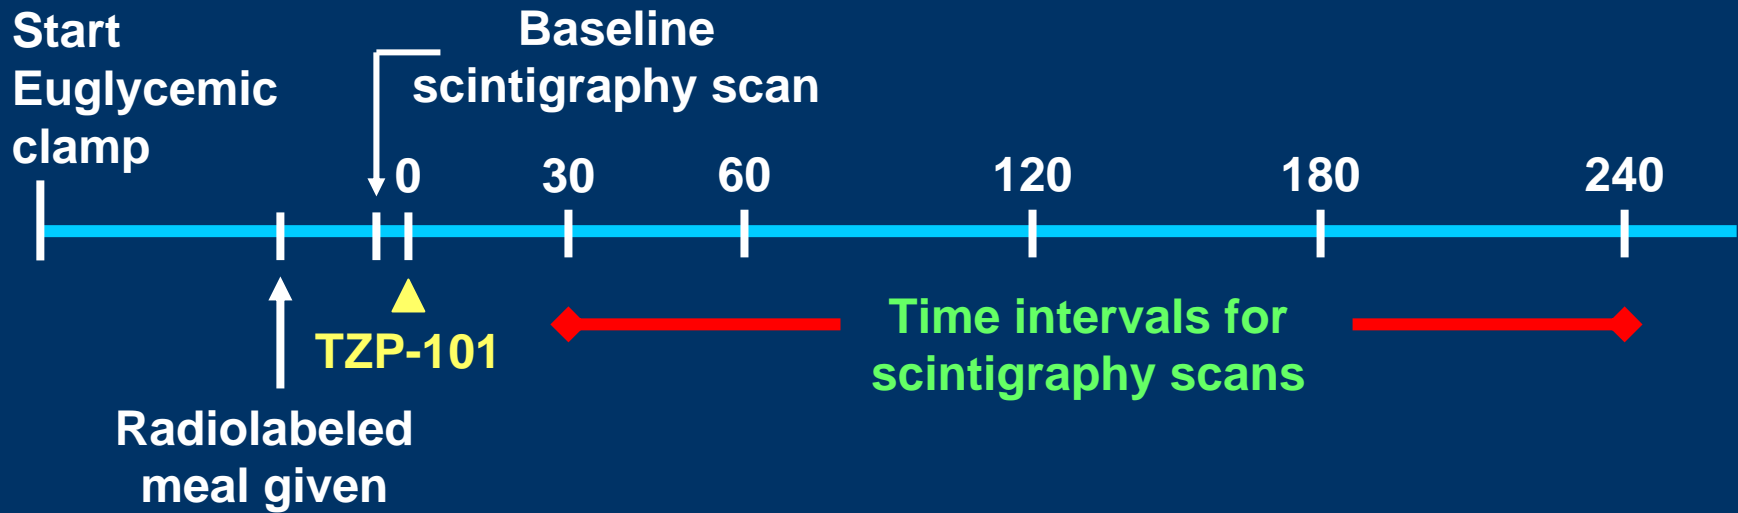 Start
Euglycemic
clamp
Baseline
scintigraphy scan
0 30 60 120 180 240
TZP-101
Time intervals for
scintigraphy scans
Radiolabeled
meal given